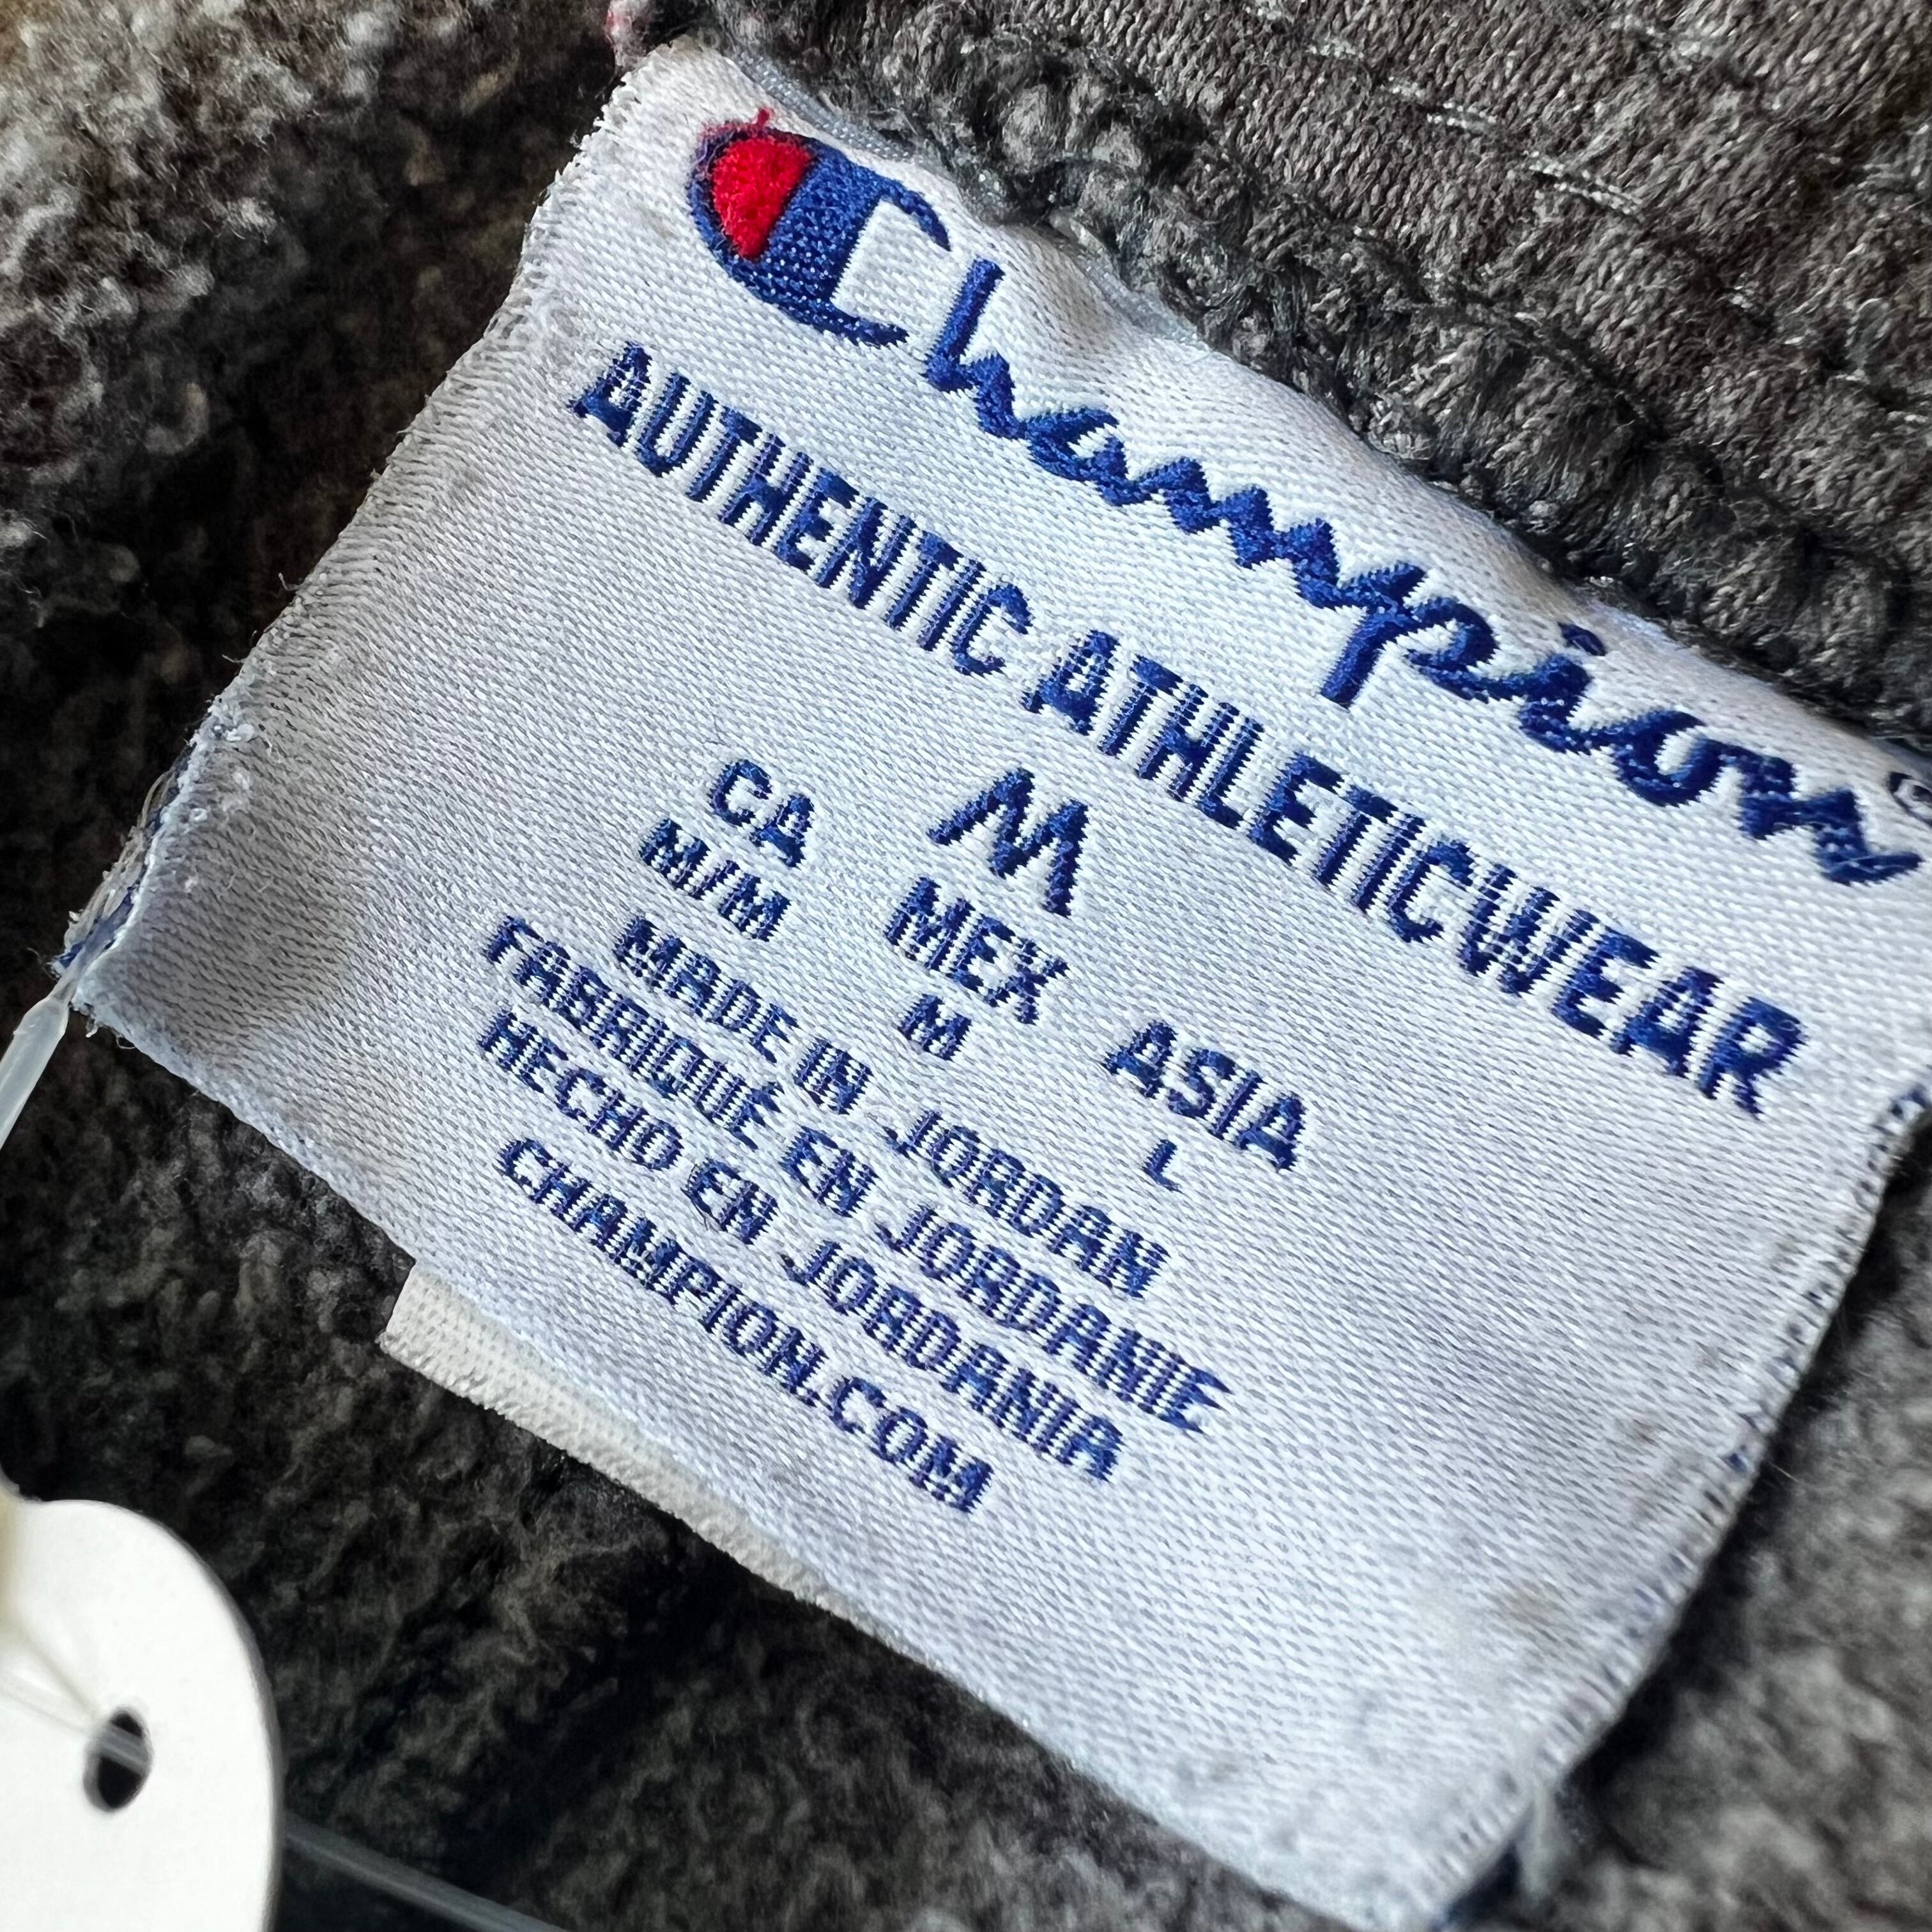 Champion
AUTHENTIC ATHLETICWEAR
M
CA MEX ASIA
M/M M L
MADE IN JORDAN
FABRIQUÉ EN JORDANIE
HECHO EN JORDANIA
CHAMPION.COM